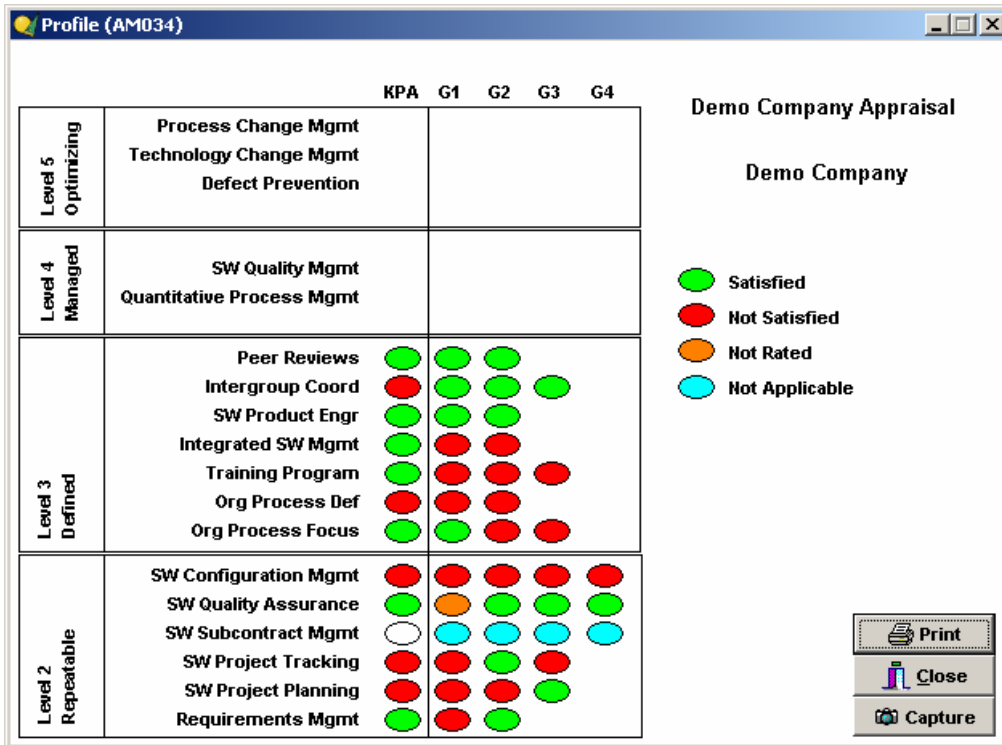 Profile (AM034)
KPA G1 G2 G3 G4
Demo Company Appraisal
Demo Company
Level 5
Optimizing
Process Change Mgmt
Technology Change Mgmt
Defect Prevention
Level 4
Managed
SW Quality Mgmt
Quantitative Process Mgmt
Satisfied
Not Satisfied
Not Rated
Not Applicable
Level 3
Defined
Peer Reviews
Intergroup Coord
SW Product Engr
Integrated SW Mgmt
Training Program
Org Process Def
Org Process Focus
Level 2
Repeatable
SW Configuration Mgmt
SW Quality Assurance
SW Subcontract Mgmt
SW Project Tracking
SW Project Planning
Requirements Mgmt
Print
Close
Capture